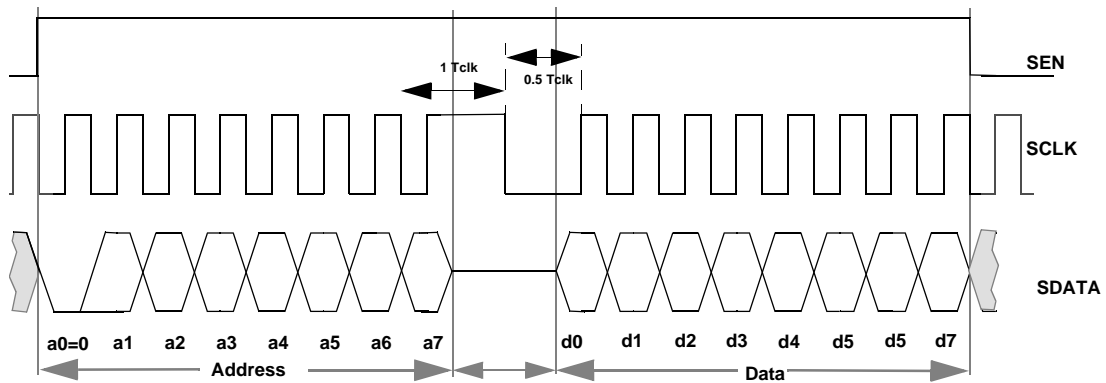 SEN
1 Tclk
0.5 Tclk
SCLK
SDATA
a0=0 a1 a2 a3 a4 a5 a6 a7 d0 d1 d2 d3 d4 d5 d5 d7
Address Data